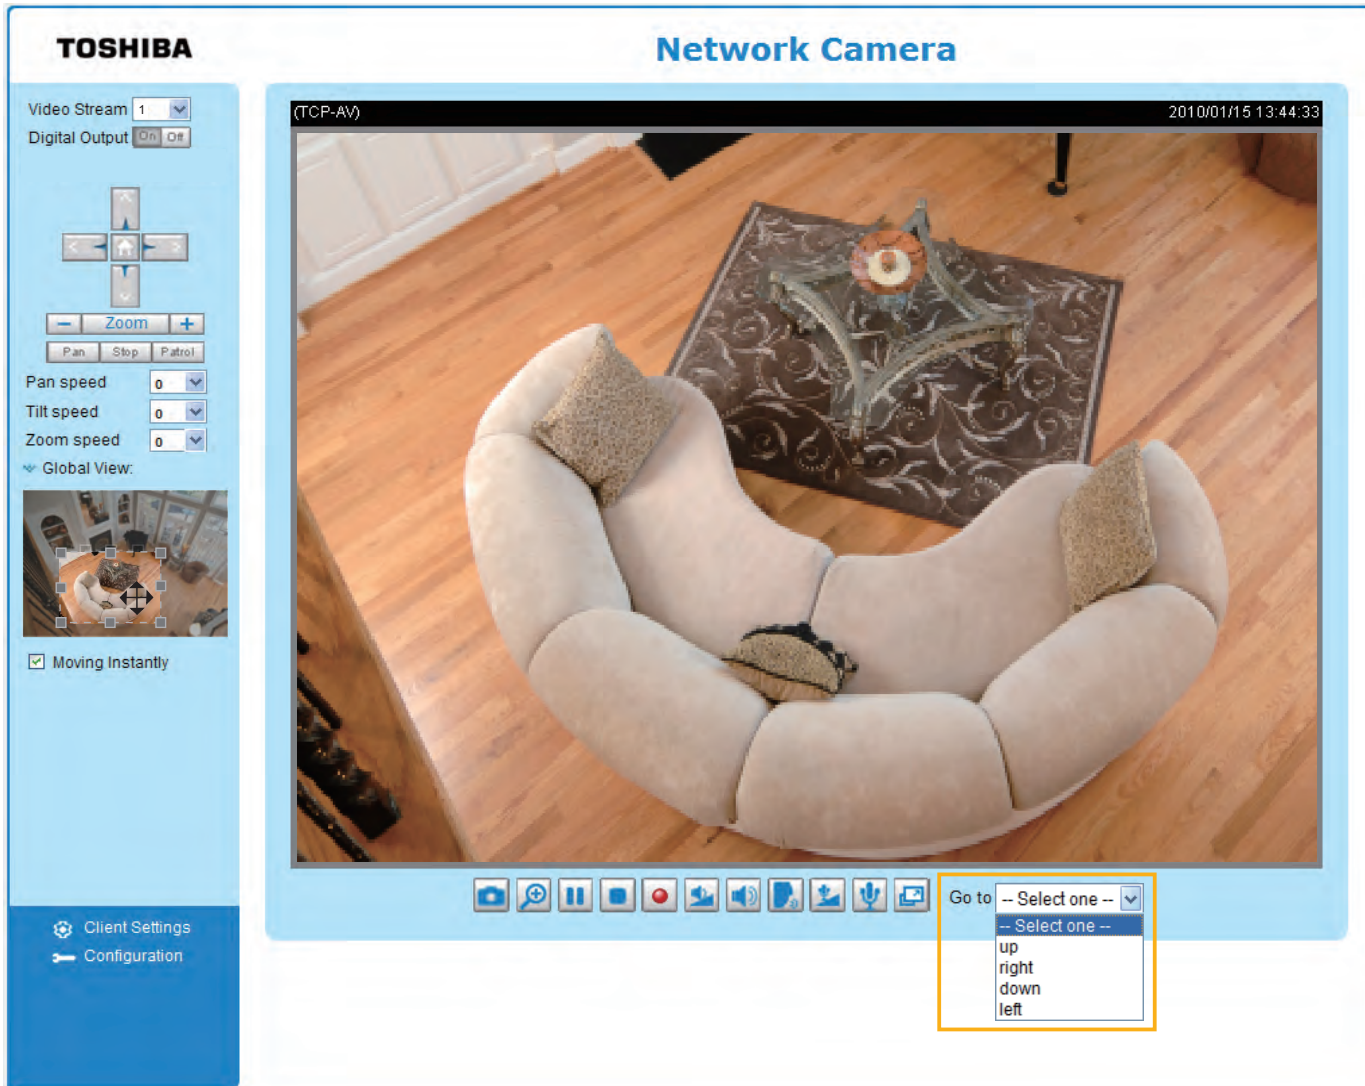 TOSHIBA
Network Camera
Video Stream 1
Digital Output On Off
Zoom
Pan Stop Patrol
Pan speed 0
Tilt speed 0
Zoom speed 0
Global View:
Moving Instantly
Client Settings
Configuration
(TCP-AV) 2010/01/15 13:44:33
Go to -- Select one --
-- Select one --
up
right
down
left